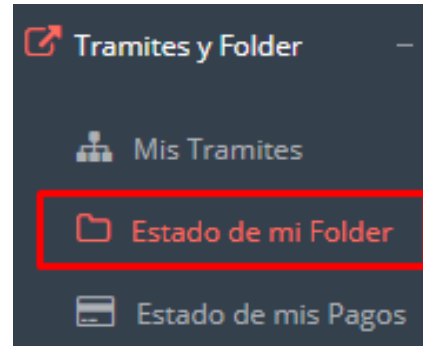 Tramites y Folder
Mis Tramites
Estado de mi Folder
Estado de mis Pagos